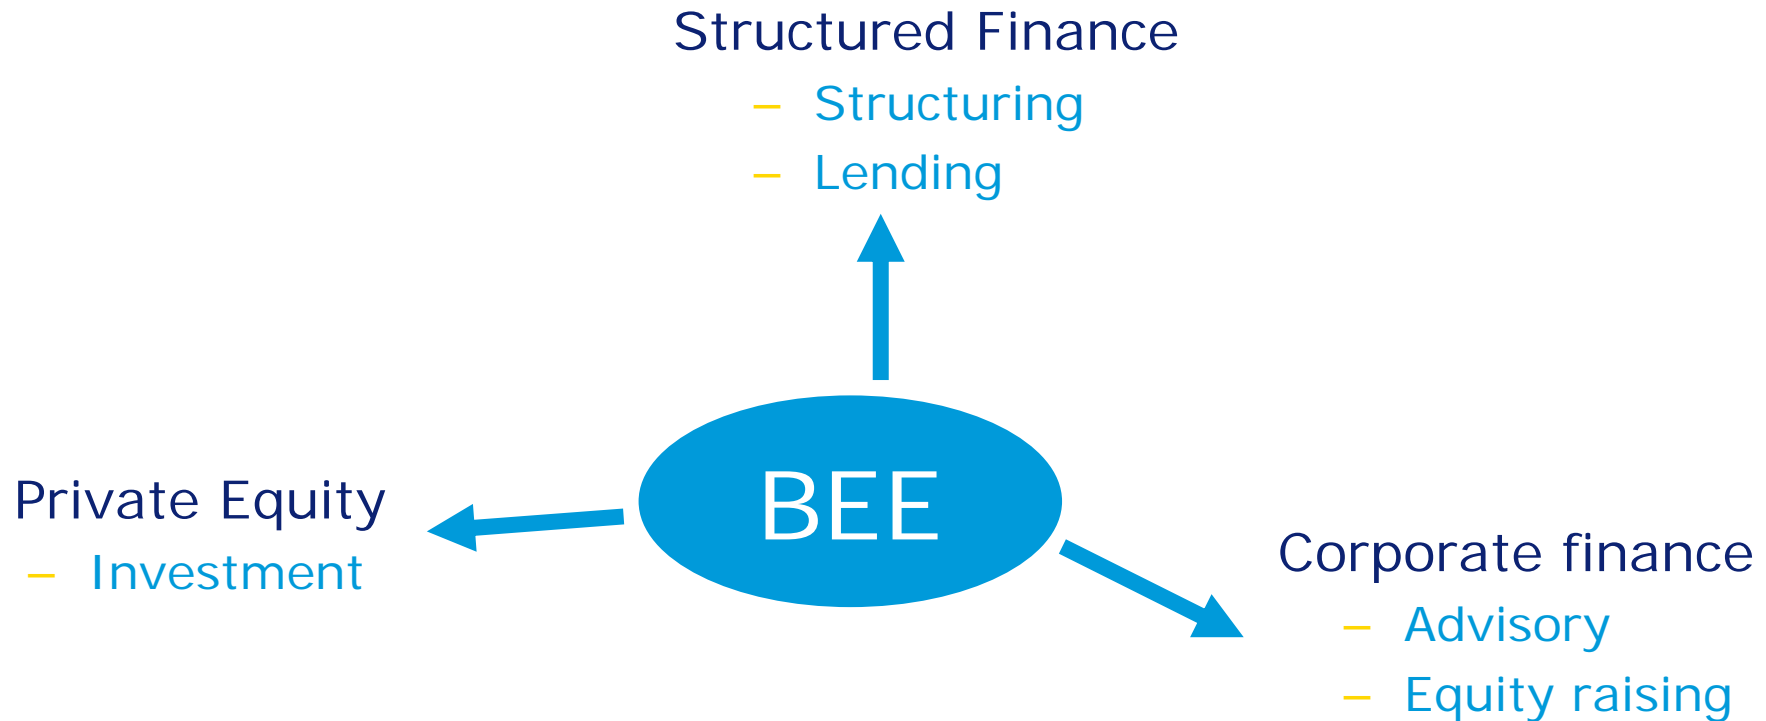 Structured Finance
– Structuring
– Lending
BEE
Private Equity
– Investment
Corporate finance
– Advisory
– Equity raising